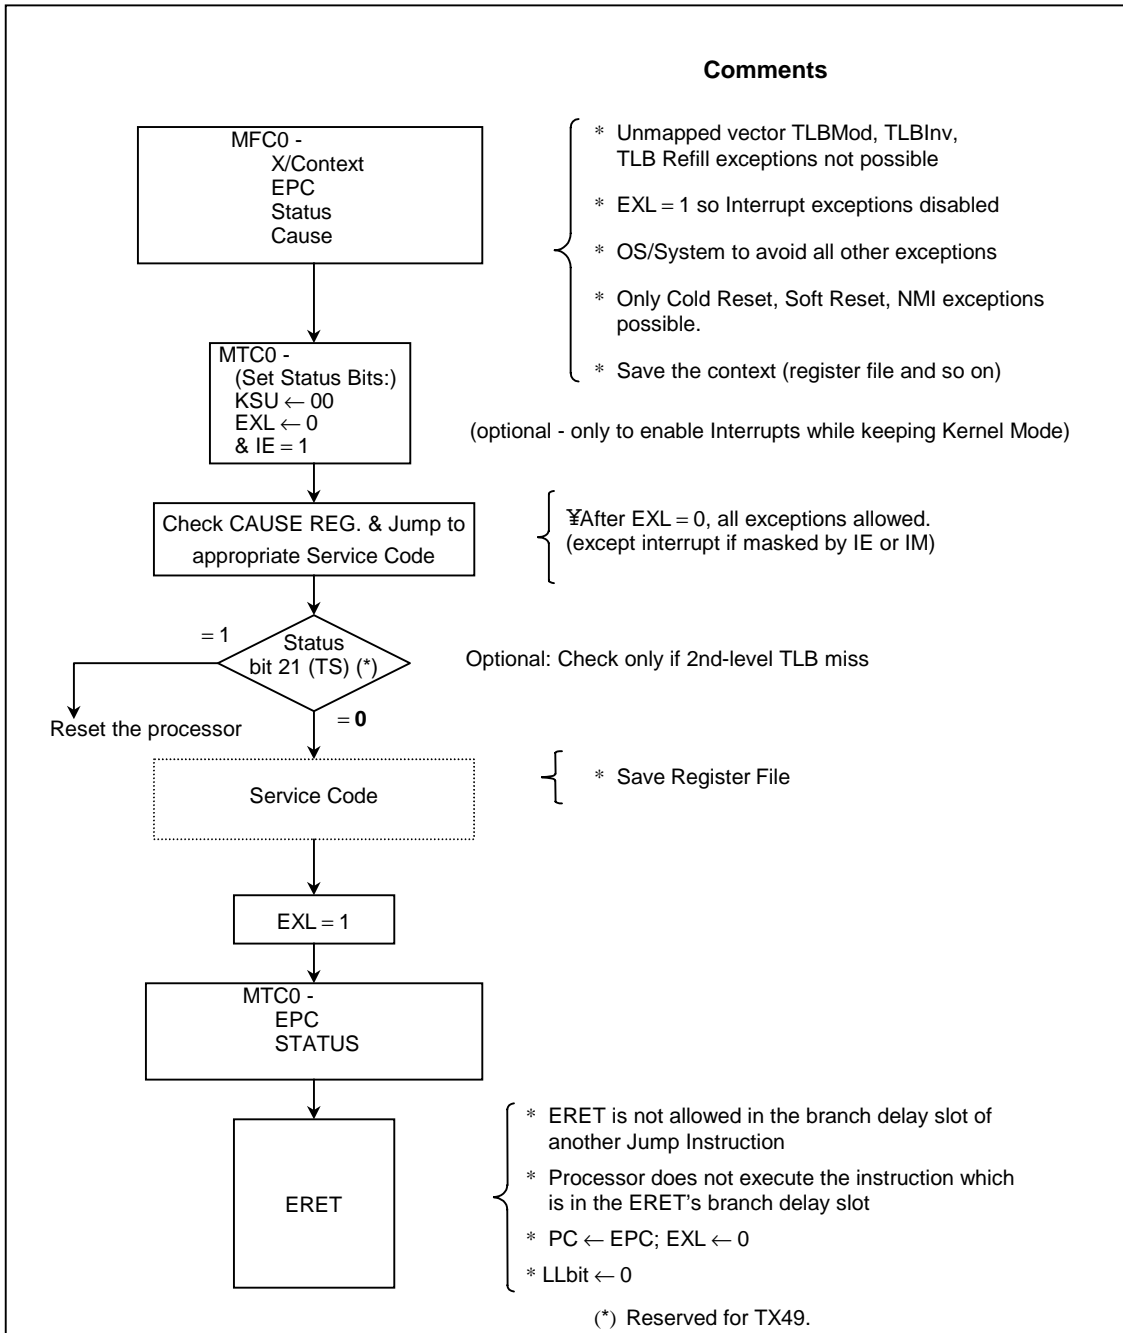 Comments
MFC0 -
X/Context
EPC
Status
Cause
* Unmapped vector TLBMod, TLBInv,
TLB Refill exceptions not possible
* EXL = 1 so Interrupt exceptions disabled
* OS/System to avoid all other exceptions
* Only Cold Reset, Soft Reset, NMI exceptions
possible.
* Save the context (register file and so on)
MTC0 -
(Set Status Bits:)
KSU ← 00
EXL ← 0
& IE = 1
(optional - only to enable Interrupts while keeping Kernel Mode)
Check CAUSE REG. & Jump to
appropriate Service Code
¥After EXL = 0, all exceptions allowed.
(except interrupt if masked by IE or IM)
= 1
Status
bit 21 (TS) (*)
Optional: Check only if 2nd-level TLB miss
Reset the processor
= 0
Service Code
* Save Register File
EXL = 1
MTC0 -
EPC
STATUS
ERET
* ERET is not allowed in the branch delay slot of
another Jump Instruction
* Processor does not execute the instruction which
is in the ERET’s branch delay slot
* PC ← EPC; EXL ← 0
* LLbit ← 0
(*) Reserved for TX49.